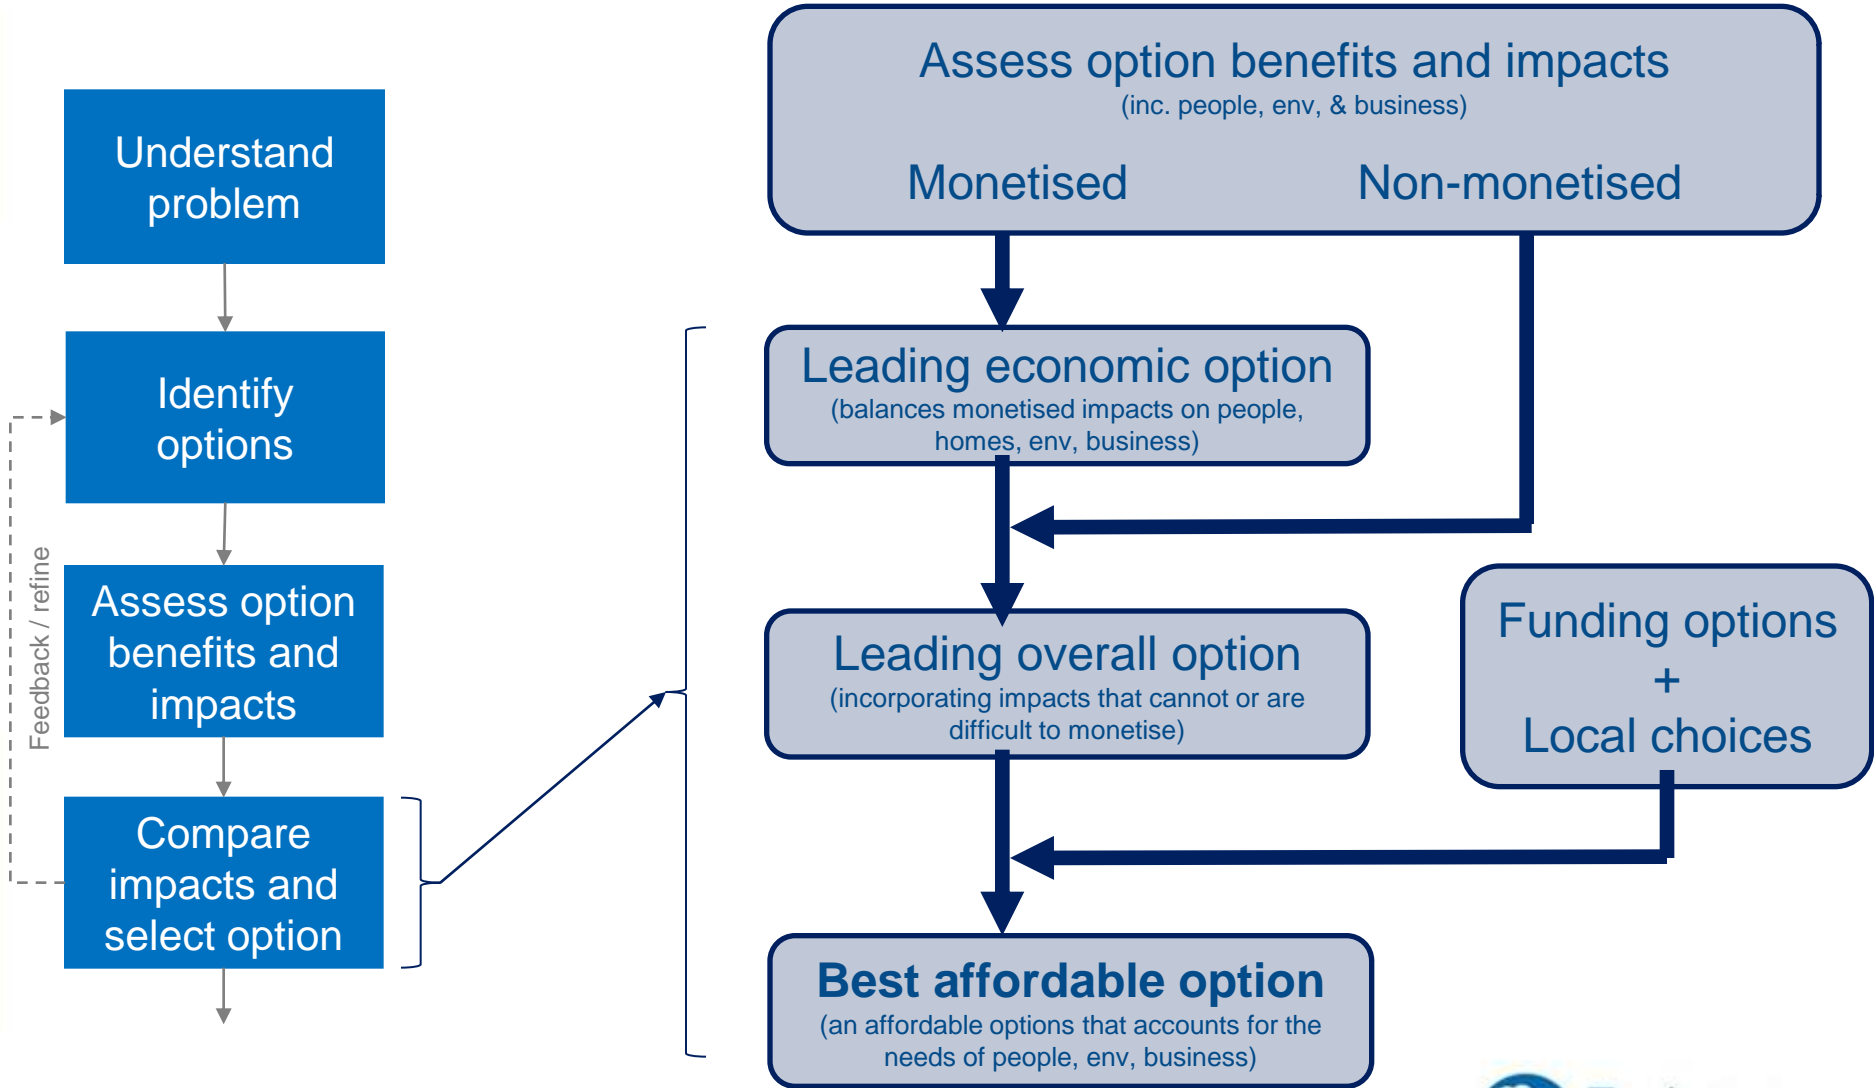 Understand
problem
Identify
options
Assess option
benefits and
impacts
Compare
impacts and
select option
Feedback / refine
Assess option benefits and impacts
(inc. people, env, & business)
Monetised
Non-monetised
Leading economic option
(balances monetised impacts on people,
homes, env, business)
Leading overall option
(incorporating impacts that cannot or are
difficult to monetise)
Funding options
+
Local choices
Best affordable option
(an affordable options that accounts for the
needs of people, env, business)